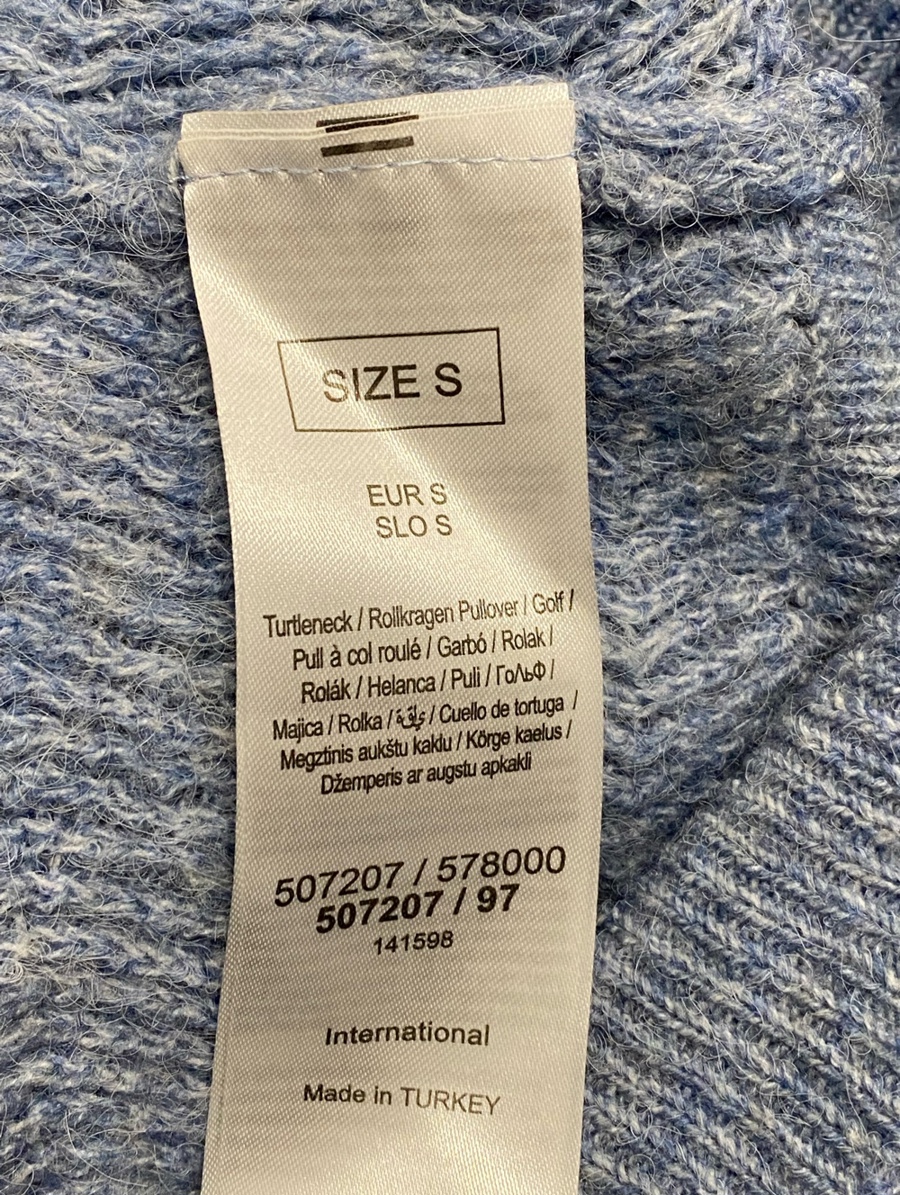 SIZE S
EUR S
SLO S
Turtleneck / Rollkragen Pullover / Golf /
Pull à col roulé / Garbó / Rolak /
Rolák / Helanca / Puli / ГольФ /
Majica / Rolka / / Cuello de tortuga /
Megztinis aukštu kaklu / Kõrge kaelus /
Džemperis ar augstu apkakli
507207 / 578000
507207 / 97
141598
International
Made in TURKEY